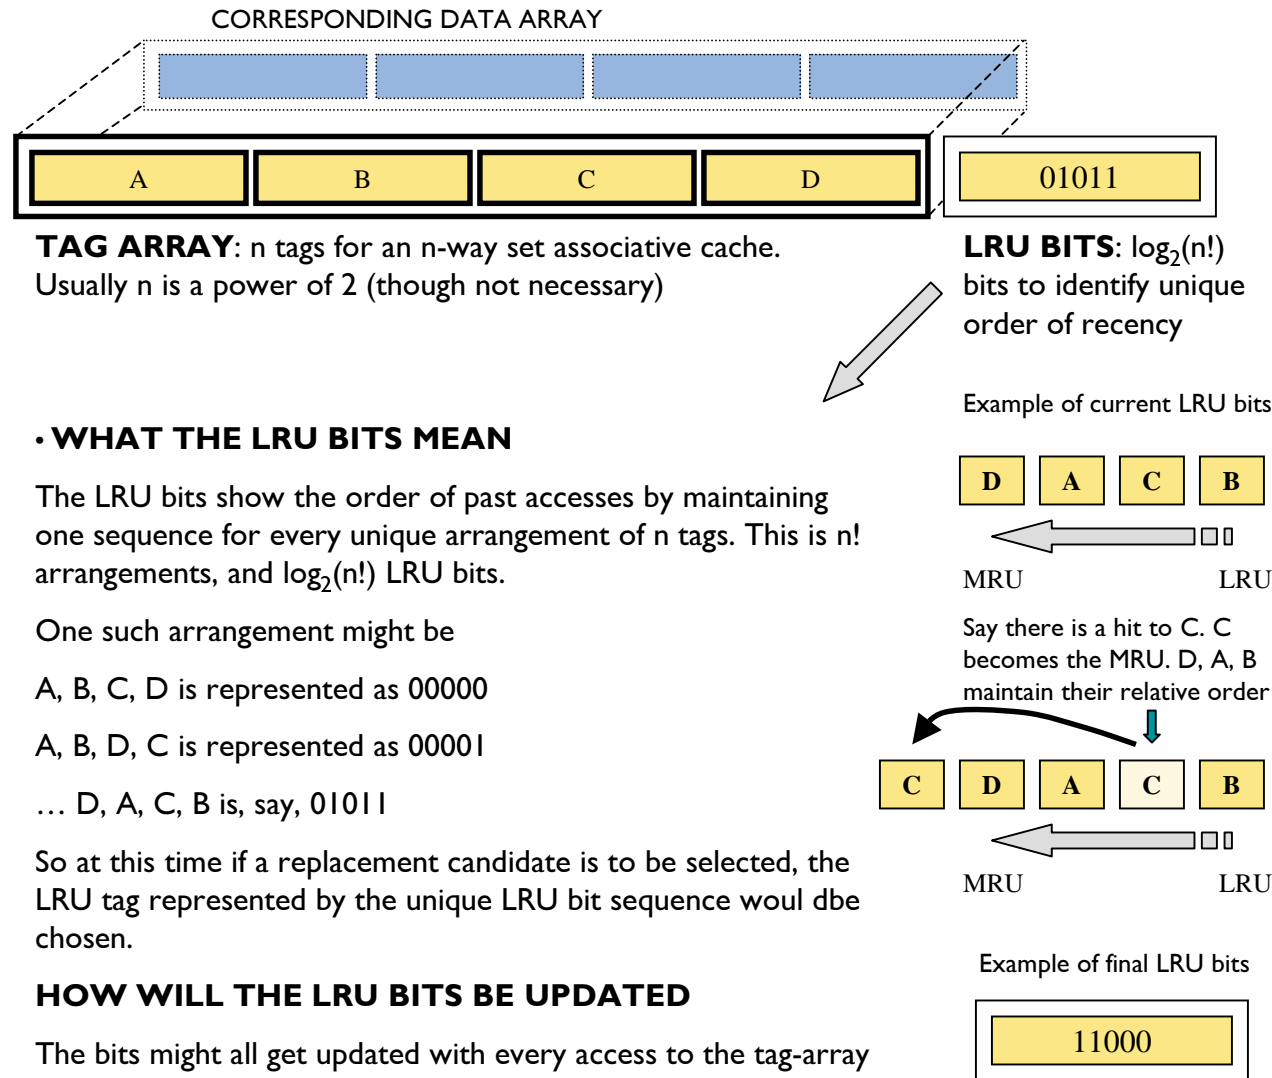 CORRESPONDING DATA ARRAY
A B C D 01011
TAG ARRAY: n tags for an n-way set associative cache.
Usually n is a power of 2 (though not necessary)
LRU BITS: log2(n!)
bits to identify unique
order of recency
• WHAT THE LRU BITS MEAN
The LRU bits show the order of past accesses by maintaining
one sequence for every unique arrangement of n tags. This is n!
arrangements, and log2(n!) LRU bits.
One such arrangement might be
A, B, C, D is represented as 00000
A, B, D, C is represented as 00001
… D, A, C, B is, say, 01011
So at this time if a replacement candidate is to be selected, the
LRU tag represented by the unique LRU bit sequence woul dbe
chosen.
HOW WILL THE LRU BITS BE UPDATED
The bits might all get updated with every access to the tag-array
Example of current LRU bits
D A C B
MRU LRU
Say there is a hit to C. C
becomes the MRU. D, A, B
maintain their relative order
C D A C B
MRU LRU
Example of final LRU bits
11000